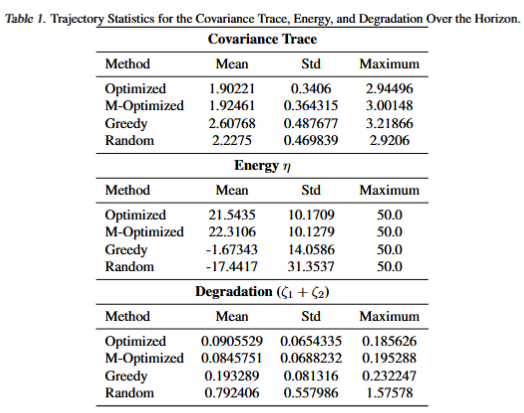 Table 1. Trajectory Statistics for the Covariance Trace, Energy, and Degradation Over the Horizon.
Covariance Trace
Method Mean Std Maximum
Optimized 1.90221 0.3406 2.94496
M-Optimized 1.92461 0.364315 3.00148
Greedy 2.60768 0.487677 3.21866
Random 2.2275 0.469839 2.9206
Energy η
Method Mean Std Maximum
Optimized 21.5435 10.1709 50.0
M-Optimized 22.3106 10.1279 50.0
Greedy -1.67343 14.0586 50.0
Random -17.4417 31.3537 50.0
Degradation (ζ₁ + ζ₂)
Method Mean Std Maximum
Optimized 0.0905529 0.0654335 0.185626
M-Optimized 0.0845751 0.0688232 0.195288
Greedy 0.193289 0.081316 0.232247
Random 0.792406 0.557986 1.57578